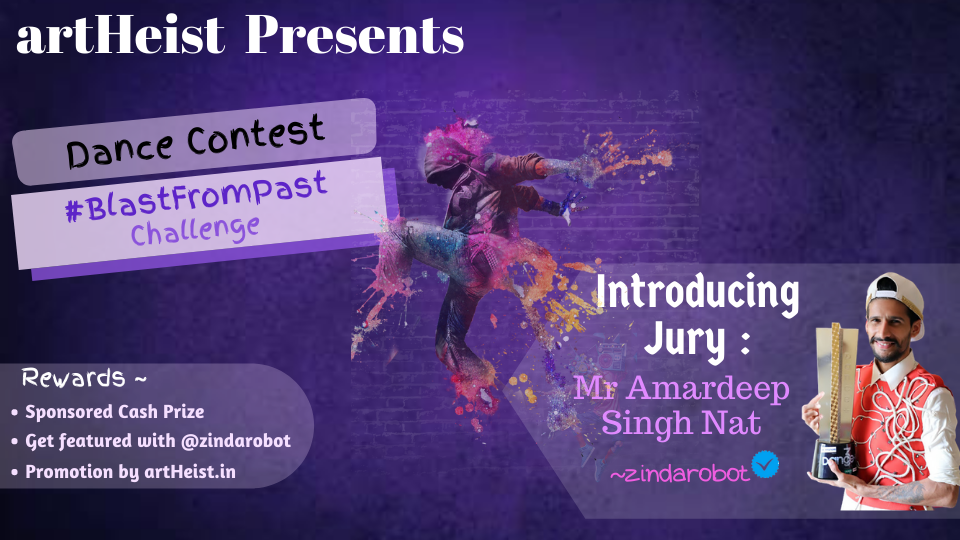 artHeist Presents
Dance Contest
#BlastFromPast
Challenge
Introducing
Jury :
Mr Amardeep
Singh Nat
~zindarobot
Rewards ~
• Sponsored Cash Prize
• Get featured with @zindarobot
• Promotion by artHeist.in